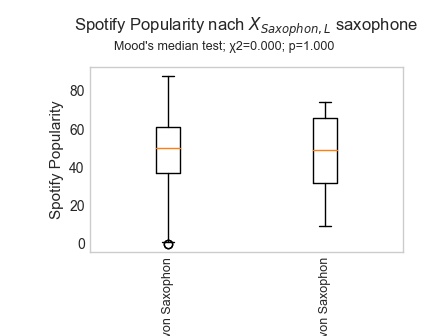 Spotify Popularity nach X_{Saxophon, L} saxophone
Mood's median test; χ2=0.000; p=1.000
Spotify Popularity
80
60
40
20
0
von Saxophon
von Saxophon